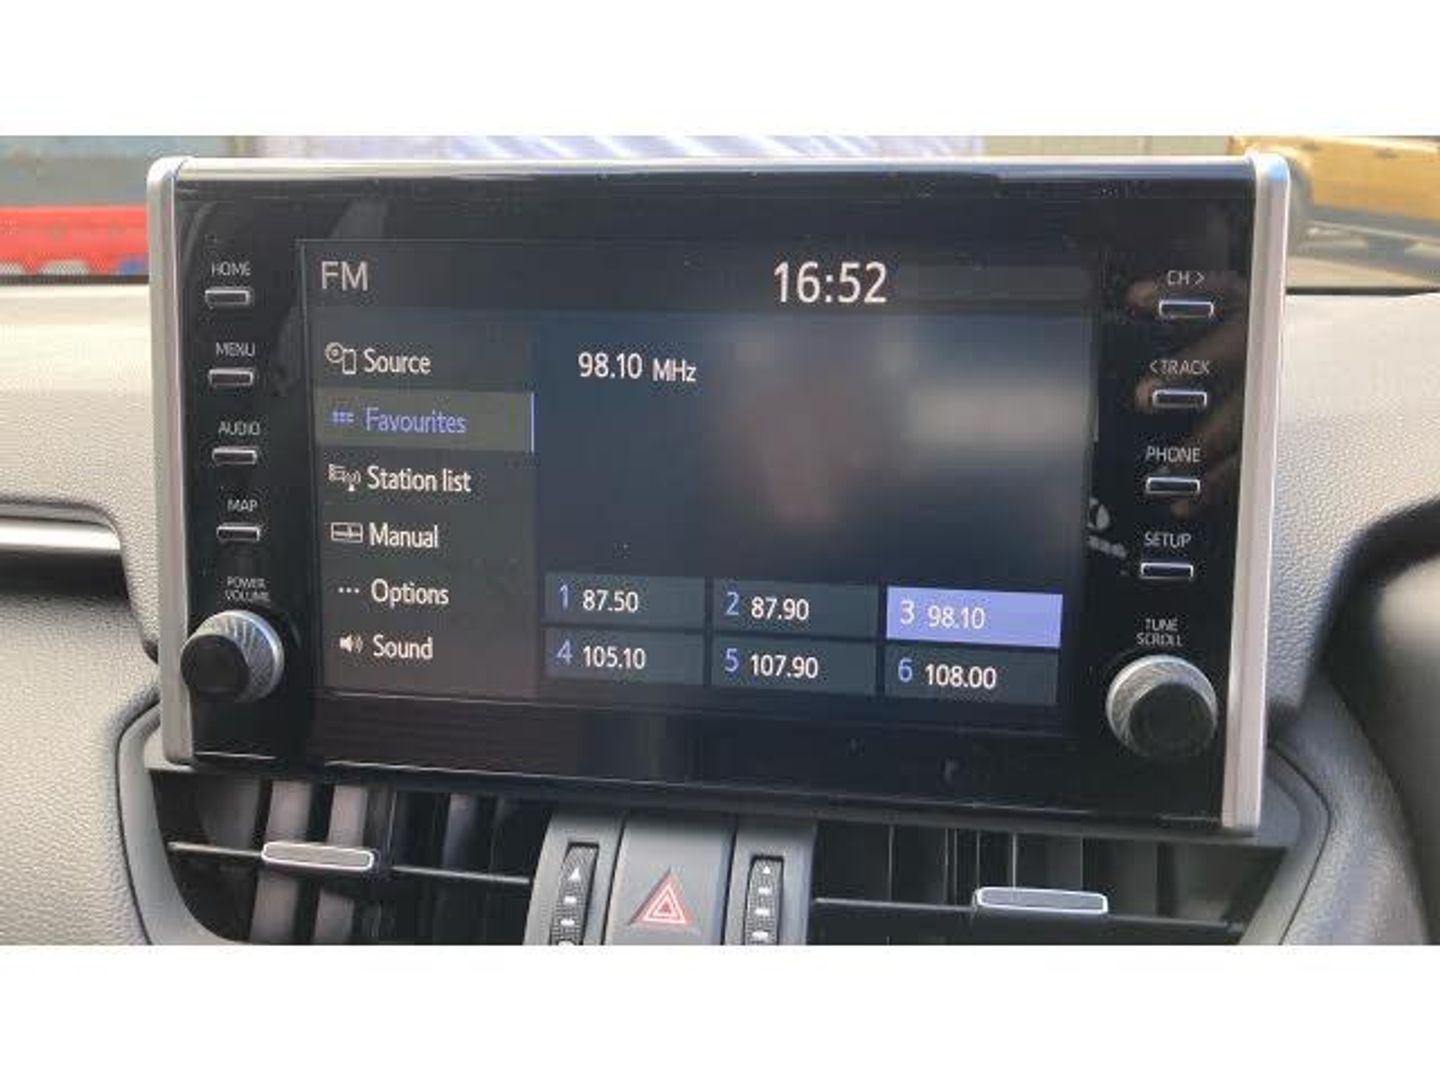 HOME
MENU
AUDIO
MAP
POWER
VOLUME
FM
16:52
Source
Favourites
Station list
Manual
Options
Sound
98.10 MHz
1 87.50
2 87.90
3 98.10
4 105.10
5 107.90
6 108.00
CH >
< TRACK
PHONE
SETUP
TUNE
SCROLL